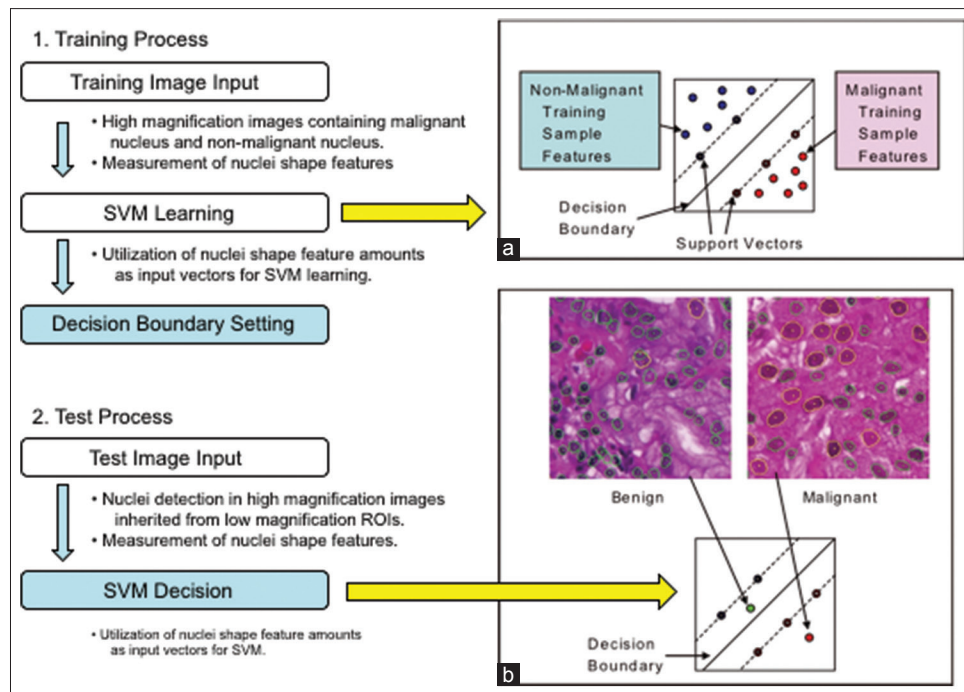 1. Training Process
Training Image Input
• High magnification images containing malignant
nucleus and non-malignant nucleus.
• Measurement of nuclei shape features
SVM Learning
• Utilization of nuclei shape feature amounts
as input vectors for SVM learning.
Decision Boundary Setting
2. Test Process
Test Image Input
• Nuclei detection in high magnification images
inherited from low magnification ROIs.
• Measurement of nuclei shape features.
SVM Decision
• Utilization of nuclei shape feature amounts
as input vectors for SVM.
Non-Malignant
Training
Sample
Features
Malignant
Training
Sample
Features
Decision
Boundary
Support Vectors
a
Benign
Malignant
Decision
Boundary
b